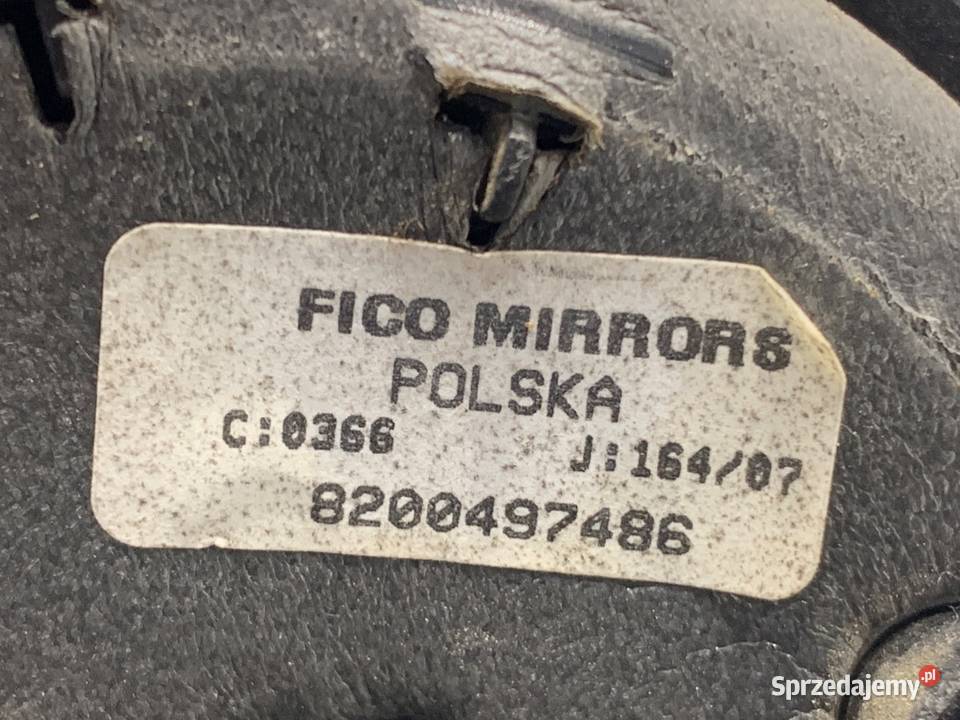 FICO MIRRORS
POLSKA
C:0366 J:164/07
8200497486
Sprzedajemy.pl